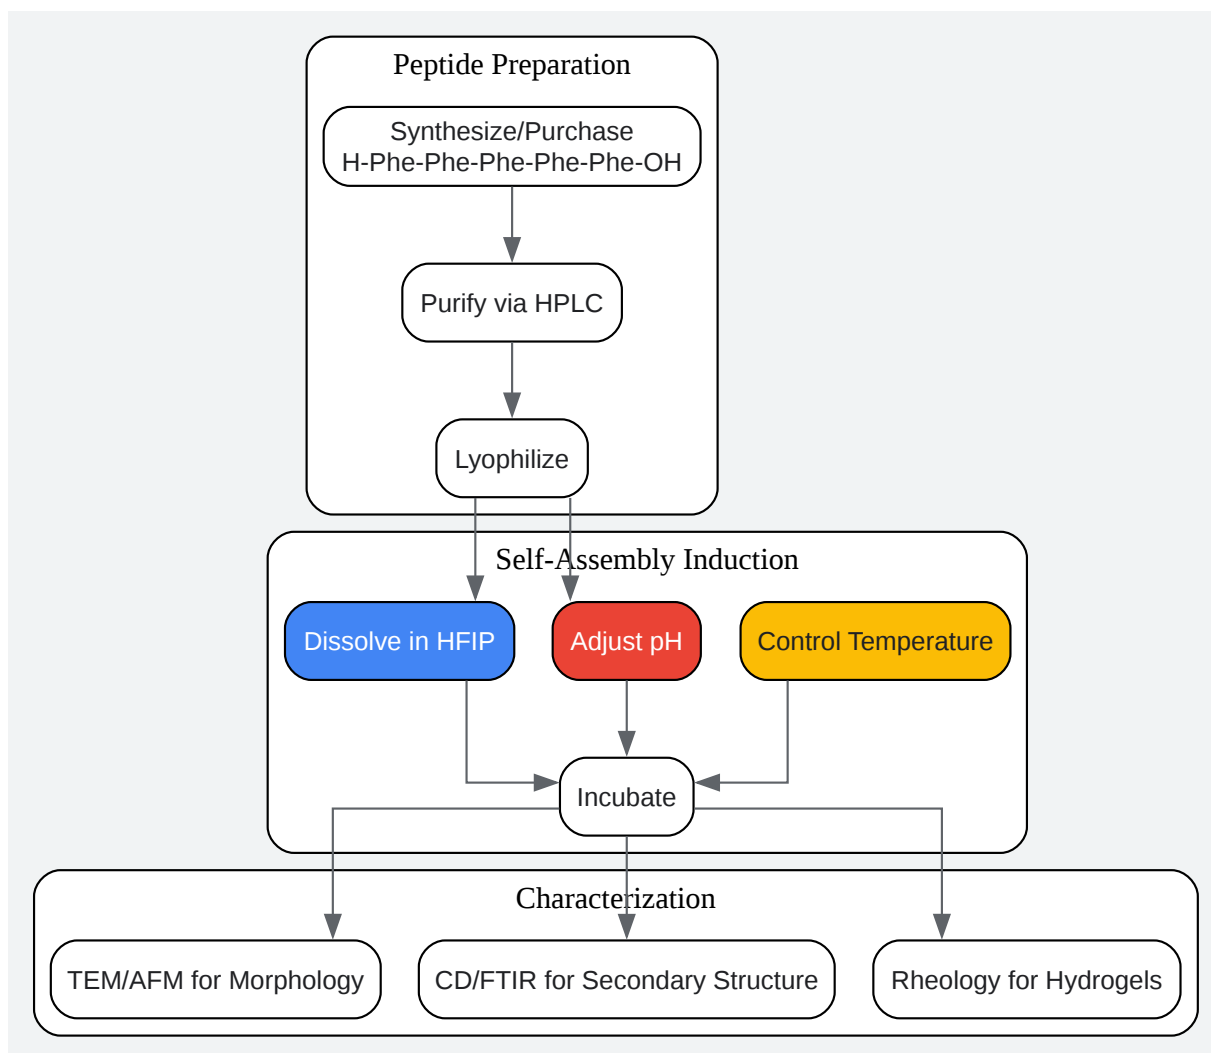 Peptide Preparation
Synthesize/Purchase
H-Phe-Phe-Phe-Phe-Phe-OH
Purify via HPLC
Lyophilize
Self-Assembly Induction
Dissolve in HFIP
Adjust pH
Control Temperature
Incubate
Characterization
TEM/AFM for Morphology
CD/FTIR for Secondary Structure
Rheology for Hydrogels